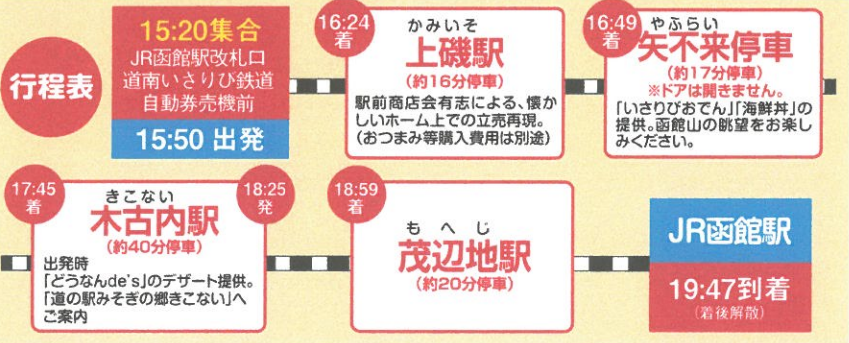 行程表
15:20集合
JR函館駅改札口
道南いさりび鉄道
自動券売機前
15:50 出発
16:24
着
かみいそ
上磯駅
(約16分停車)
駅前商店会有志による、懐か
しいホーム上での立売再現。
(おつまみ等購入費用は別途)
16:49
着
やふらい
矢不来停車
(約17分停車)
※ドアは開きません。
「いさりびおでん」「海鮮丼」の
提供。函館山の眺望をお楽し
みください。
17:45
着
きこない
木古内駅
(約40分停車)
18:25
発
出発時
「どうなんde's」のデザート提供。
「道の駅みそぎの郷きこない」へ
ご案内
18:59
着
もへじ
茂辺地駅
(約20分停車)
JR函館駅
19:47到着
(着後解散)